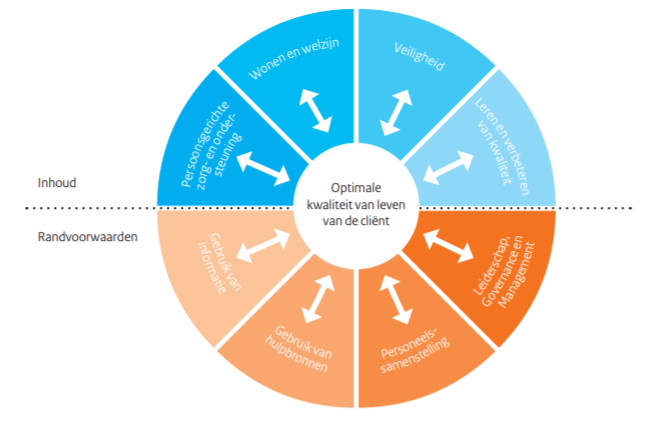 Wonen en welzijn
Veiligheid
Persoonsgerichte
zorg- en onder-
steuning
Leren en verbeteren
van kwaliteit
Inhoud
Optimale
kwaliteit van leven
van de cliënt
Randvoorwaarden
Gebruik van
informatie
Leiderschap,
Governance en
Management
Gebruik van
hulpbronnen
Personeels-
samenstelling